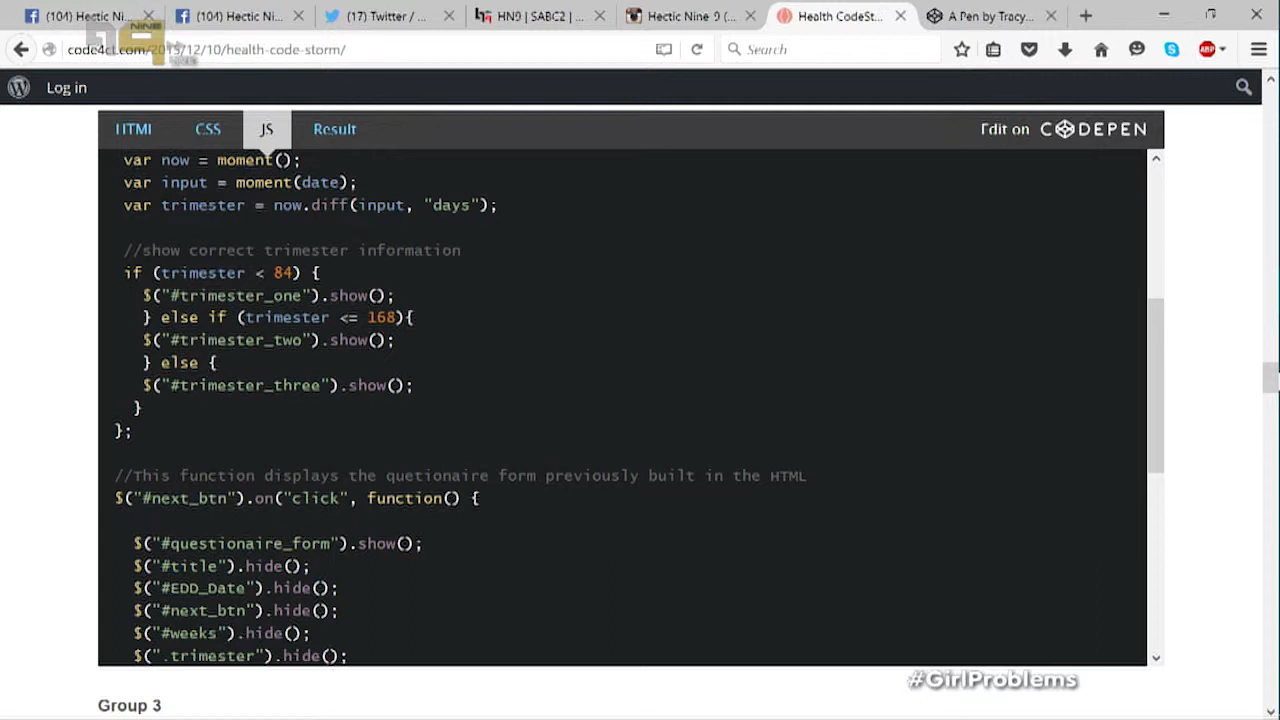 (104) Hectic Ni...
(104) Hectic Ni...
(17) Twitter / ...
HN9 | SABC2 | ...
Hectic Nine 9 (...
Health CodeSt...
A Pen by Tracy...
code4ct.com/2015/12/10/health-code-storm/
Search
ABP
NINE
9
Log in
HTML
CSS
JS
Result
Edit on CODEPEN
var now = moment();
var input = moment(date);
var trimester = now.diff(input, "days");
//show correct trimester information
if (trimester < 84) {
$("#trimester_one").show();
} else if (trimester <= 168){
$("#trimester_two").show();
} else {
$("#trimester_three").show();
}
};
//This function displays the quetionaire form previously built in the HTML
$("#next_btn").on("click", function() {
$("#questionaire_form").show();
$("#title").hide();
$("#EDD_Date").hide();
$("#next_btn").hide();
$("#weeks").hide();
$(".trimester").hide();
#GirlProblems
Group 3